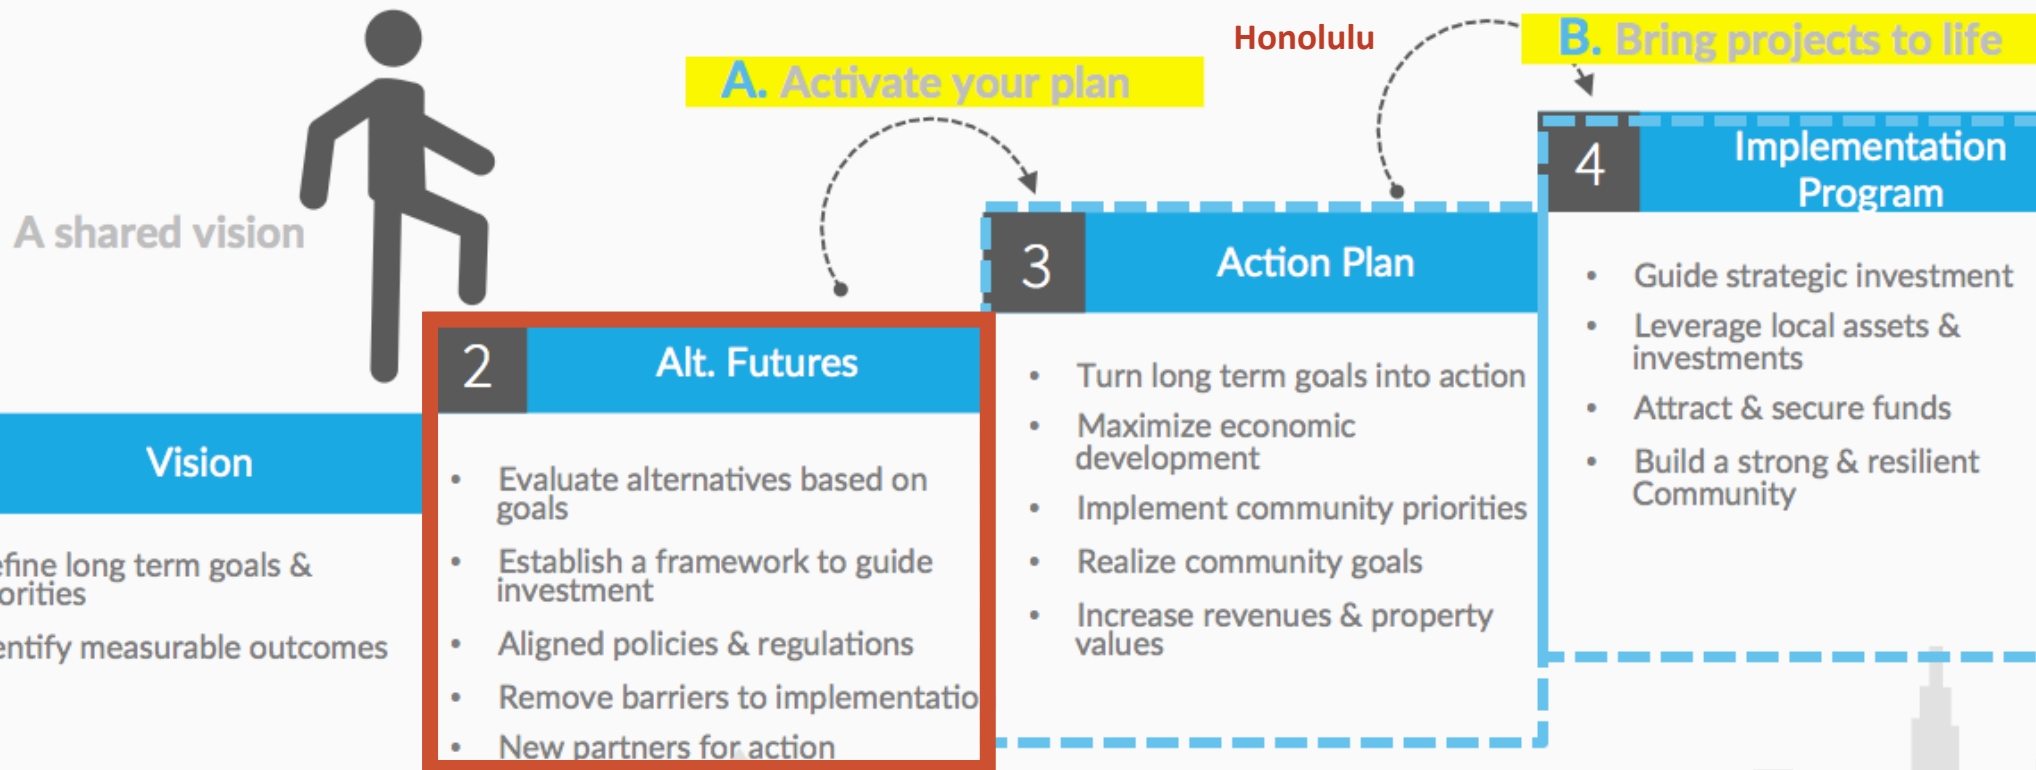 A shared vision
Vision
efine long term goals &
orities
entify measurable outcomes
2
Alt. Futures
• Evaluate alternatives based on
goals
• Establish a framework to guide
investment
• Aligned policies & regulations
• Remove barriers to implementatio
• New partners for action
A. Activate your plan
3
Action Plan
• Turn long term goals into action
• Maximize economic
development
• Implement community priorities
• Realize community goals
• Increase revenues & property
values
Honolulu
B. Bring projects to life
4
Implementation
Program
• Guide strategic investment
• Leverage local assets &
investments
• Attract & secure funds
• Build a strong & resilient
Community